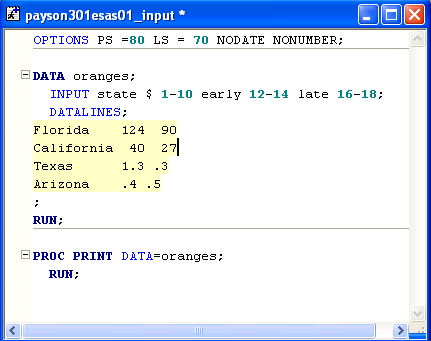 payson301esas01_input *
OPTIONS PS =80 LS = 70 NODATE NONUMBER;
DATA oranges;
INPUT state $ 1-10 early 12-14 late 16-18;
DATALINES;
Florida    124  90
California  40  27
Texas      1.3 .3
Arizona    .4 .5
;
RUN;
PROC PRINT DATA=oranges;
RUN;